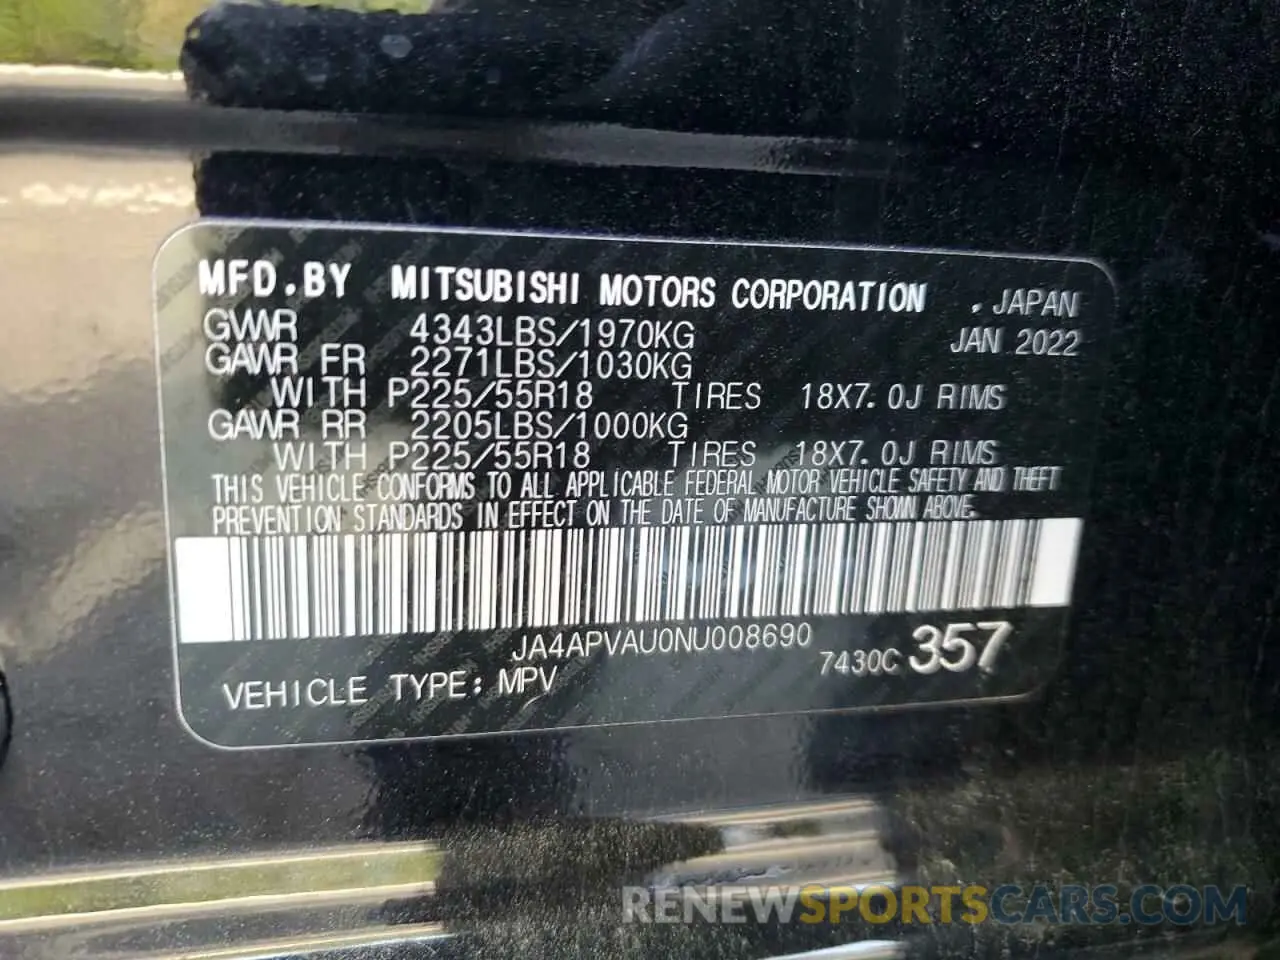 MFD.BY MITSUBISHI MOTORS CORPORATION , JAPAN
GVWR 4343LBS/1970KG JAN 2022
GAWR FR 2271LBS/1030KG
WITH P225/55R18 TIRES 18X7.0J RIMS
GAWR RR 2205LBS/1000KG
WITH P225/55R18 TIRES 18X7.0J RIMS
THIS VEHICLE CONFORMS TO ALL APPLICABLE FEDERAL MOTOR VEHICLE SAFETY AND THEFT
PREVENTION STANDARDS IN EFFECT ON THE DATE OF MANUFACTURE SHOWN ABOVE.
JA4APVAU0NU008690
7430C 357
VEHICLE TYPE: MPV
RENEWSPORTSCARS.COM